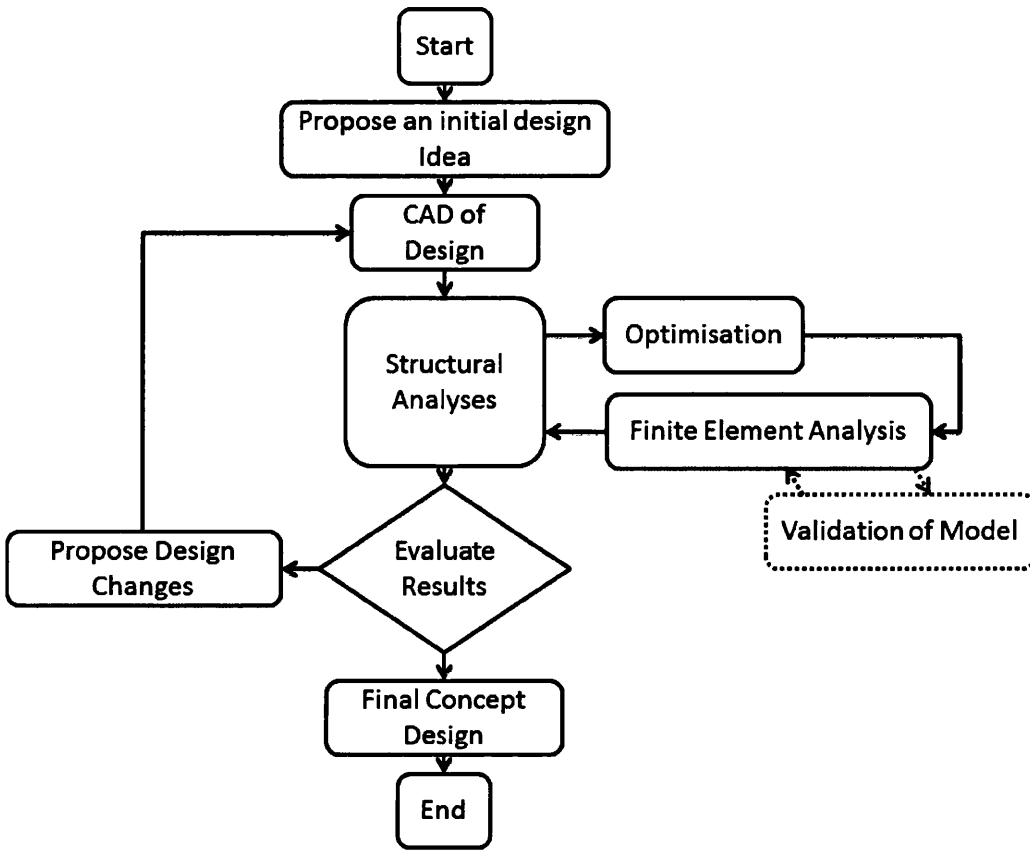 Start
Propose an initial design
Idea
CAD of
Design
Structural
Analyses
Optimisation
Finite Element Analysis
Validation of Model
Evaluate
Results
Propose Design
Changes
Final Concept
Design
End